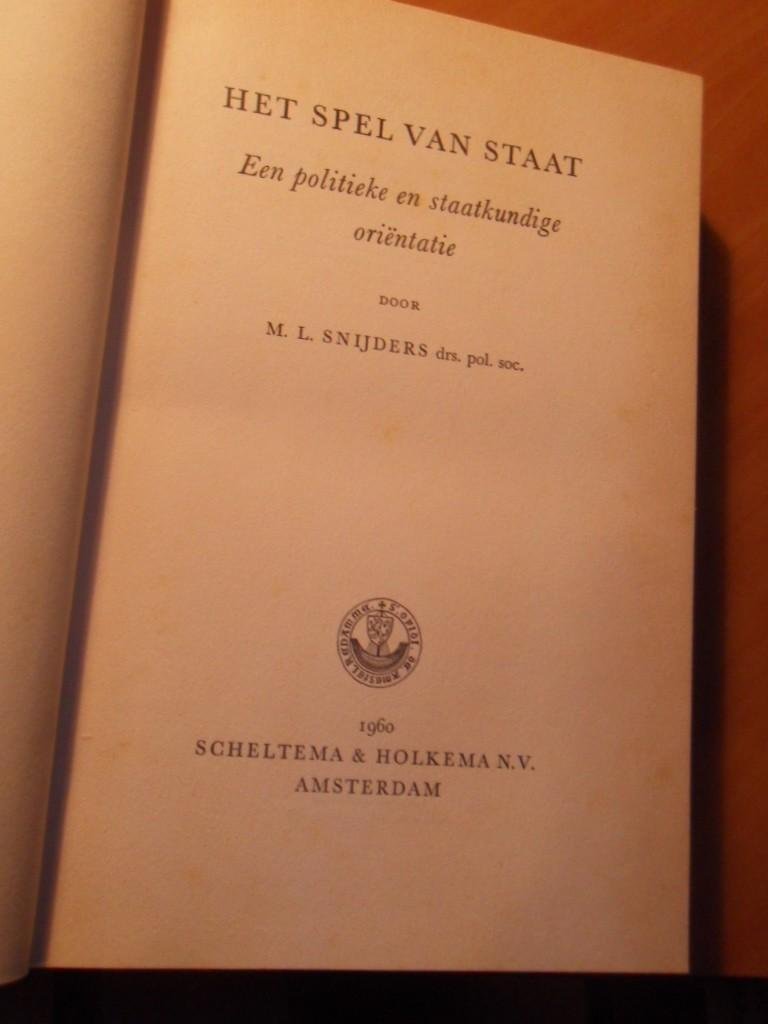 HET SPEL VAN STAAT
Een politieke en staatkundige
oriëntatie
DOOR
M. L. SNIJDERS drs. pol. soc.
1960
SCHELTEMA & HOLKEMA N.V.
AMSTERDAM